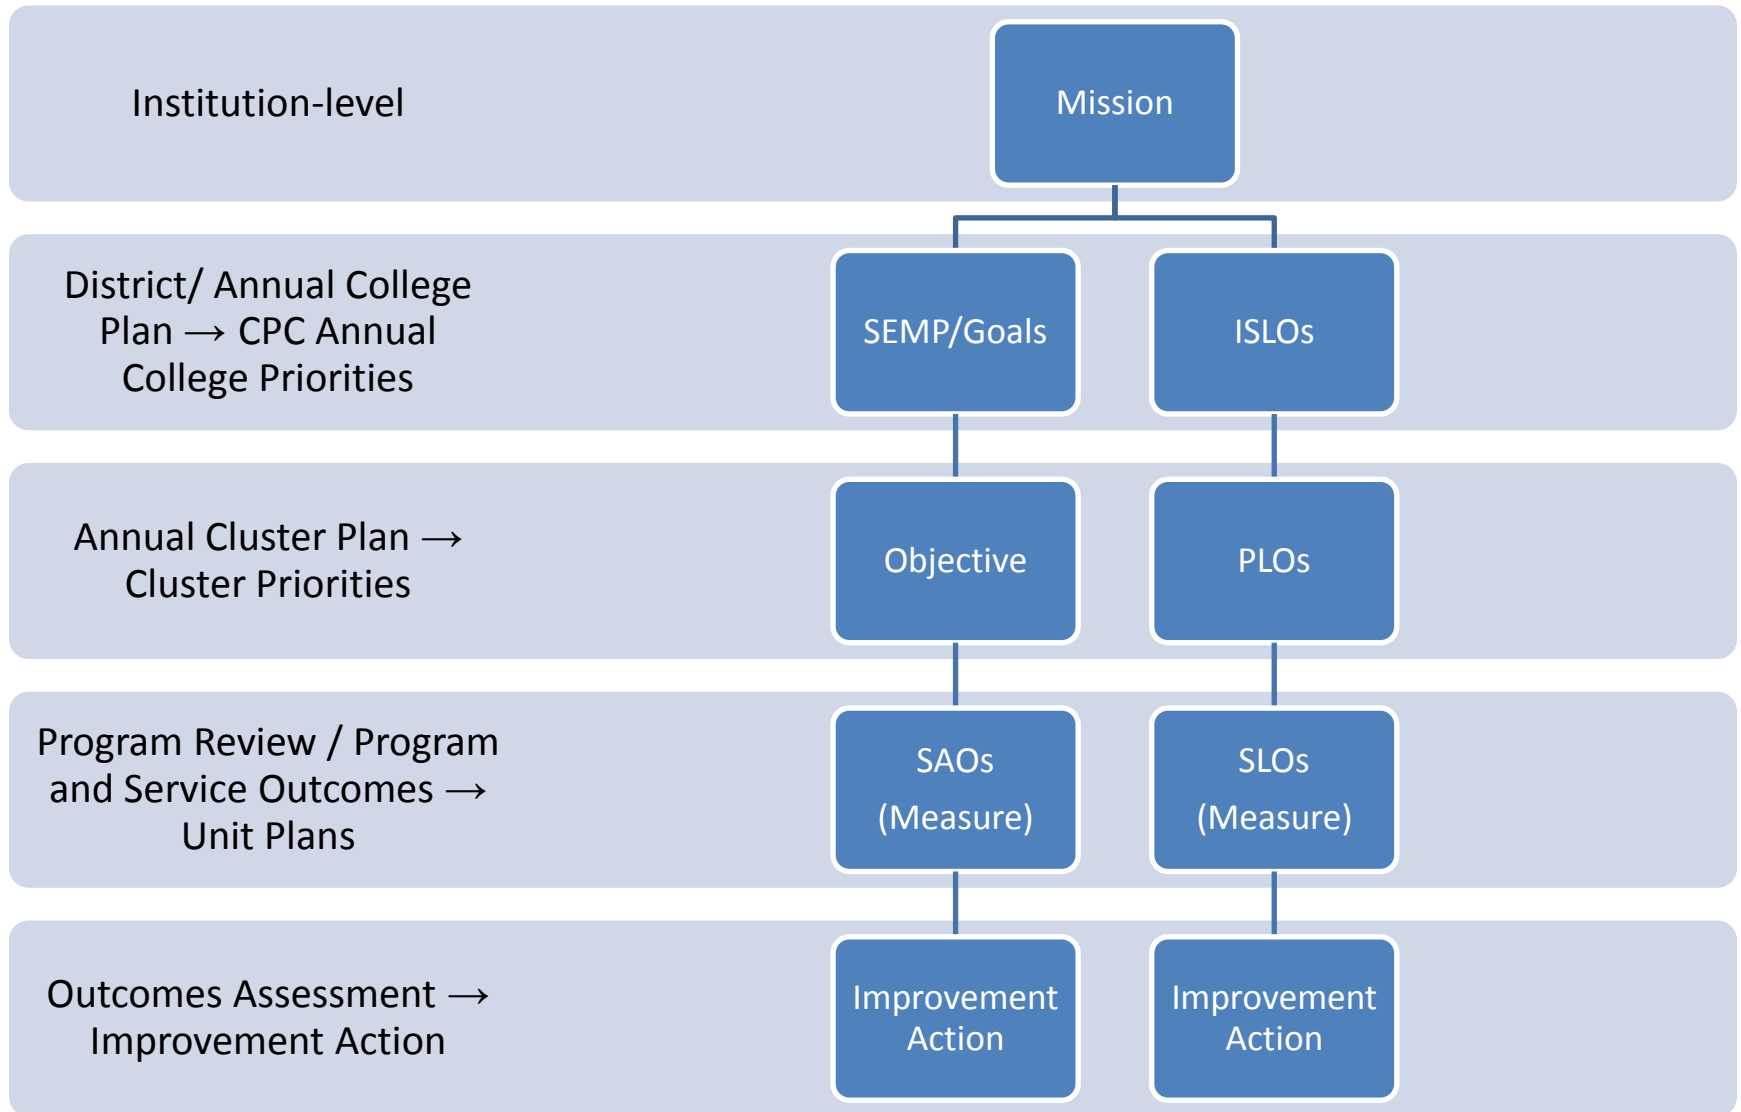 Institution-level
Mission
District/ Annual College
Plan → CPC Annual
College Priorities
SEMP/Goals
ISLOs
Annual Cluster Plan →
Cluster Priorities
Objective
PLOs
Program Review / Program
and Service Outcomes →
Unit Plans
SAOs
(Measure)
SLOs
(Measure)
Outcomes Assessment →
Improvement Action
Improvement
Action
Improvement
Action